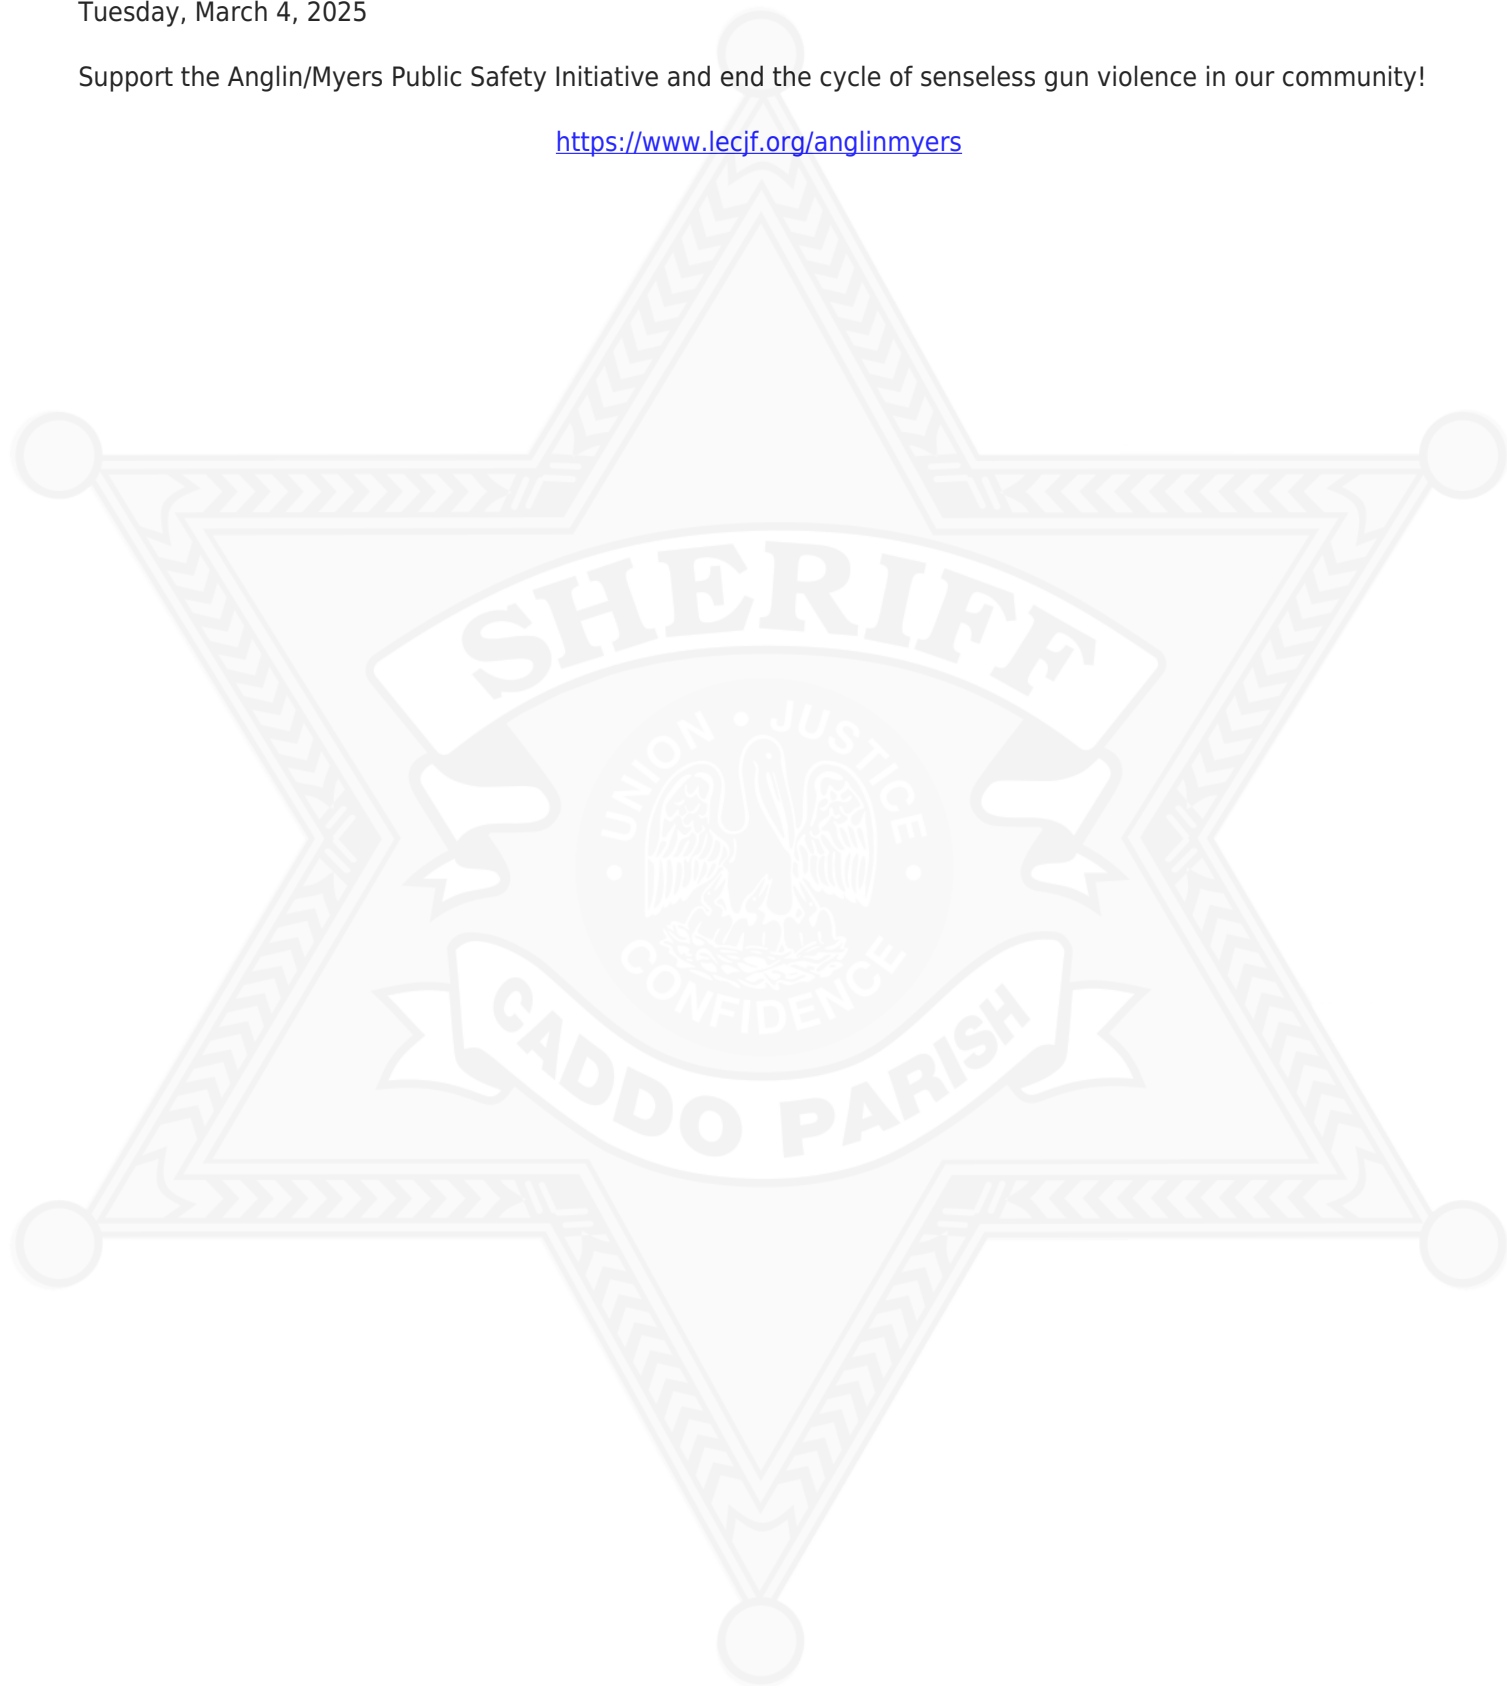 Tuesday, March 4, 2025
Support the Anglin/Myers Public Safety Initiative and end the cycle of senseless gun violence in our community!
https://www.lecjf.org/anglinmyers
SHERIFF
UNION • JUSTICE
• CONFIDENCE •
CADDO PARISH